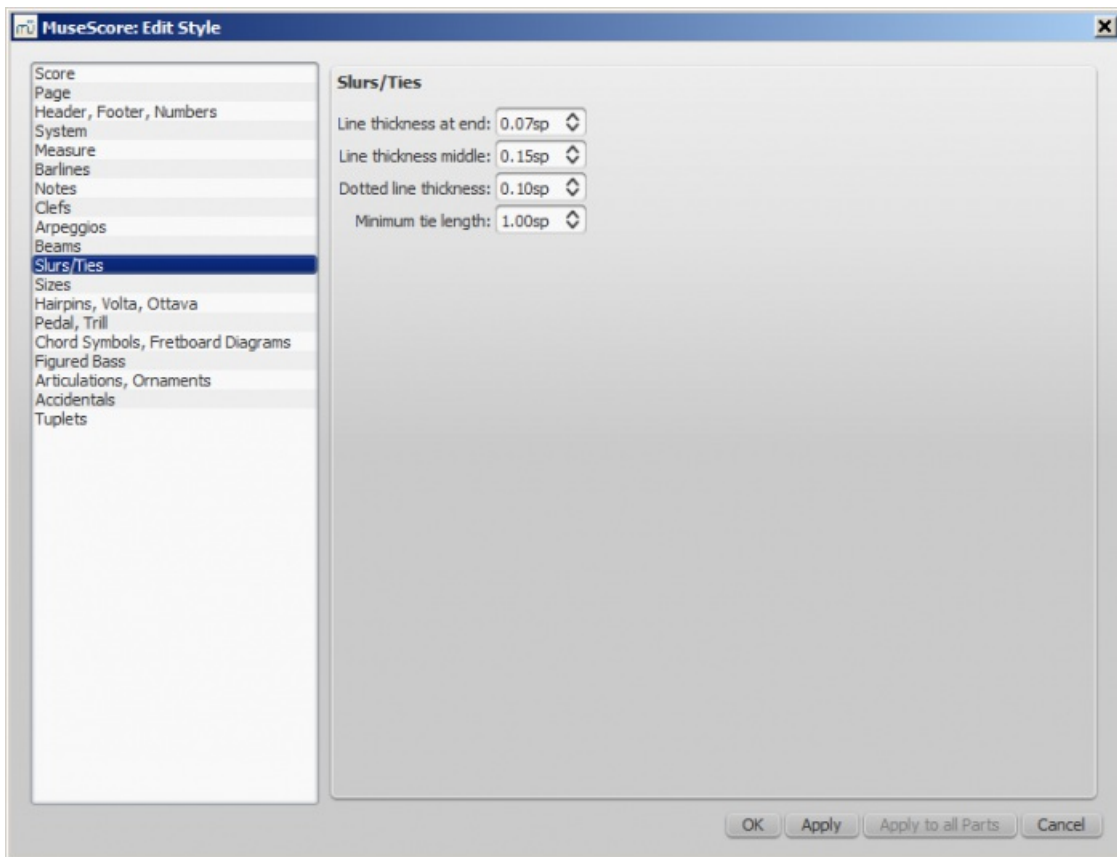 MuseScore: Edit Style
Score
Page
Header, Footer, Numbers
System
Measure
Barlines
Notes
Clefs
Arpeggios
Beams
Slurs/Ties
Sizes
Hairpins, Volta, Ottava
Pedal, Trill
Chord Symbols, Fretboard Diagrams
Figured Bass
Articulations, Ornaments
Accidentals
Tuplets
Slurs/Ties
Line thickness at end: 0.07sp
Line thickness middle: 0.15sp
Dotted line thickness: 0.10sp
Minimum tie length: 1.00sp
OK Apply Apply to all Parts Cancel